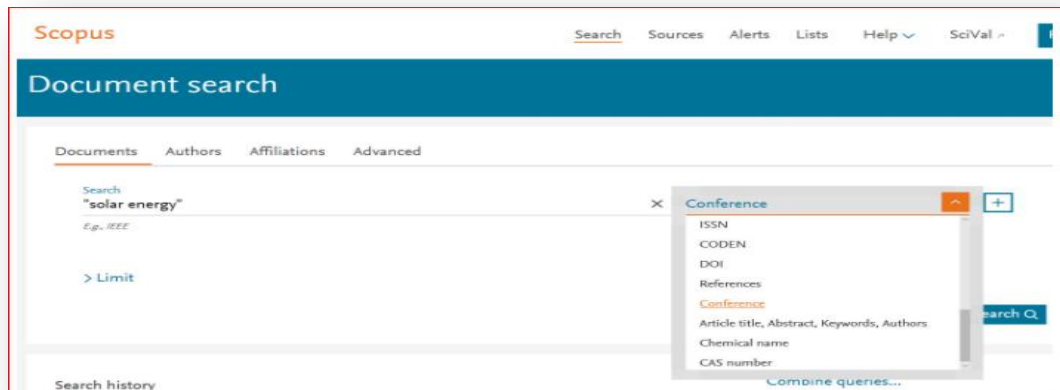 Scopus
Search Sources Alerts Lists Help SciVal
Document search
Documents Authors Affiliations Advanced
Search
"solar energy"
Conference
E.g., IEEE
ISSN
CODEN
DOI
References
> Limit
Conference
Article title, Abstract, Keywords, Authors
earch
Chemical name
CAS number
Search history
Combine queries...